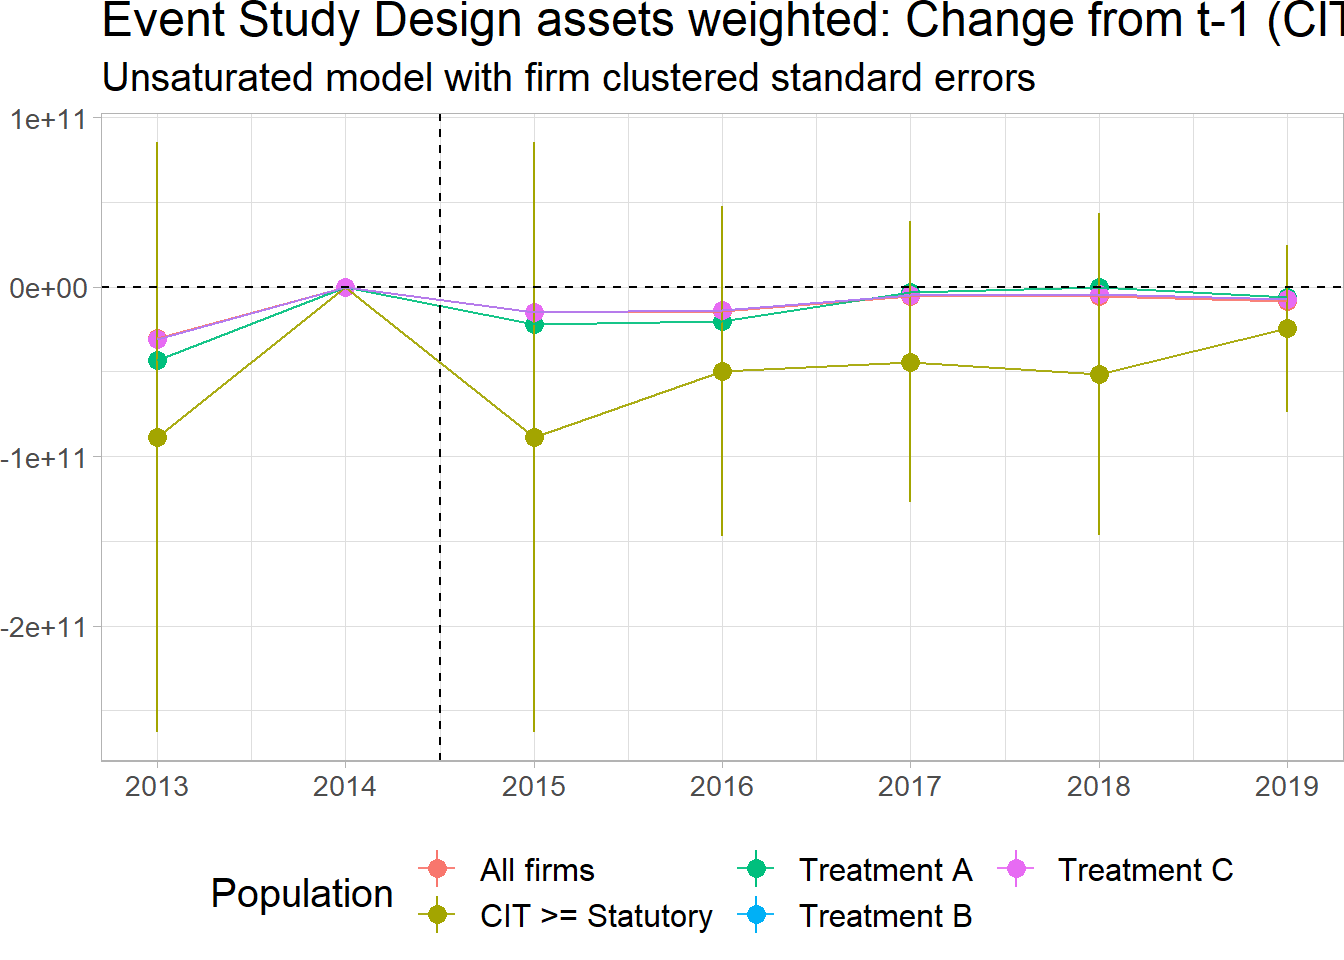 Event Study Design assets weighted: Change from t-1 (CIT
Unsaturated model with firm clustered standard errors
1e+11
0e+00
-1e+11
-2e+11
2013 2014 2015 2016 2017 2018 2019
Population
All firms Treatment A Treatment C
CIT >= Statutory Treatment B